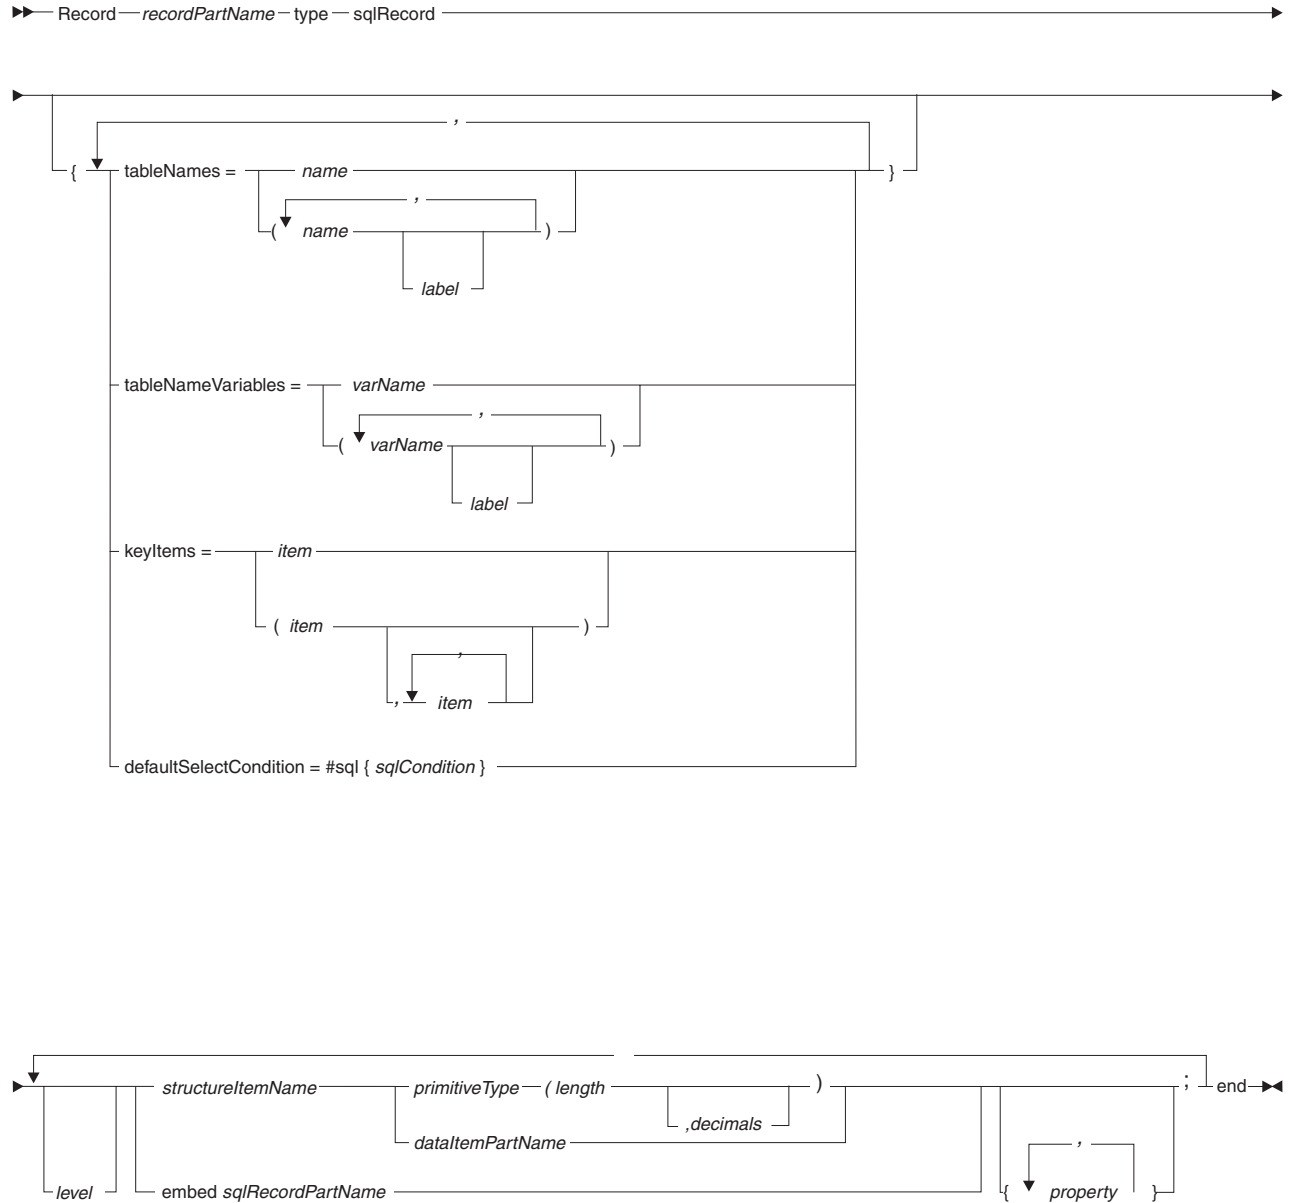 Record recordPartName type sqlRecord
,
{ tableNames = name }
,
( name )
label
tableNameVariables = varName
,
( varName )
label
keyItems = item
( item )
,
, item
defaultSelectCondition = #sql { sqlCondition }
structureItemName primitiveType ( length ) ; end
,decimals
dataItemPartName
,
level embed sqlRecordPartName { property }